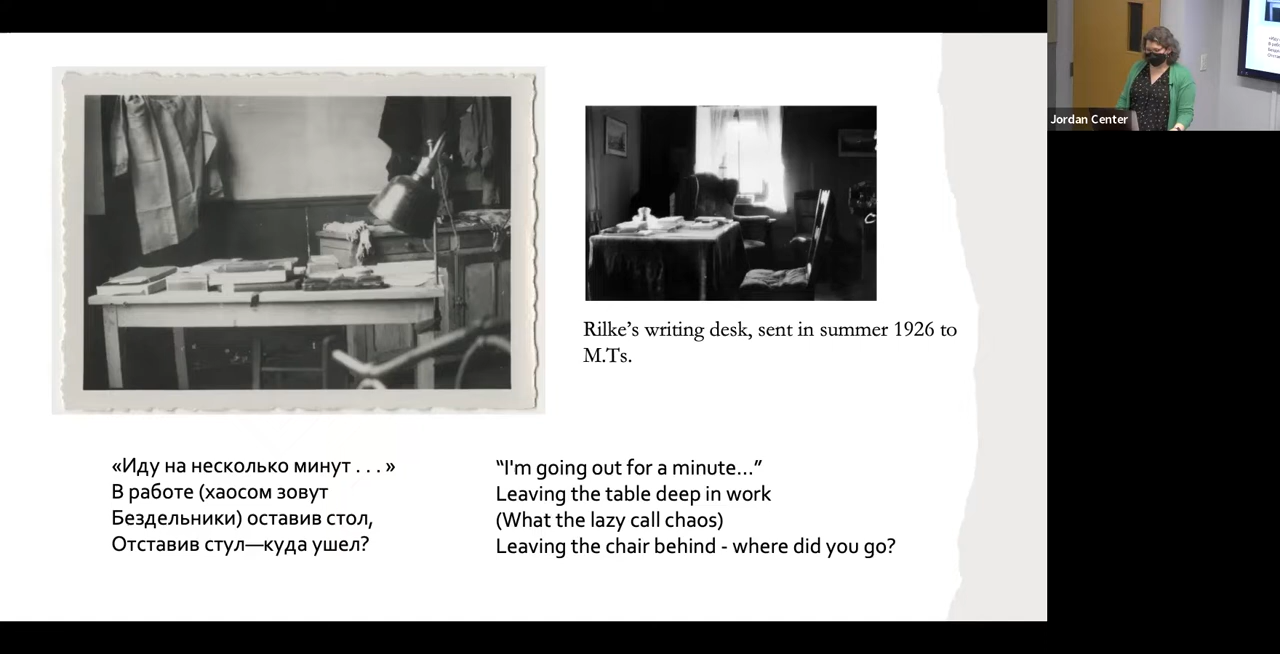 Jordan Center
Rilke’s writing desk, sent in summer 1926 to
M.Ts.
«Иду на несколько минут . . . »
В работе (хаосом зовут
Бездельники) оставив стол,
Отставив стул—куда ушел?
“I'm going out for a minute...”
Leaving the table deep in work
(What the lazy call chaos)
Leaving the chair behind - where did you go?